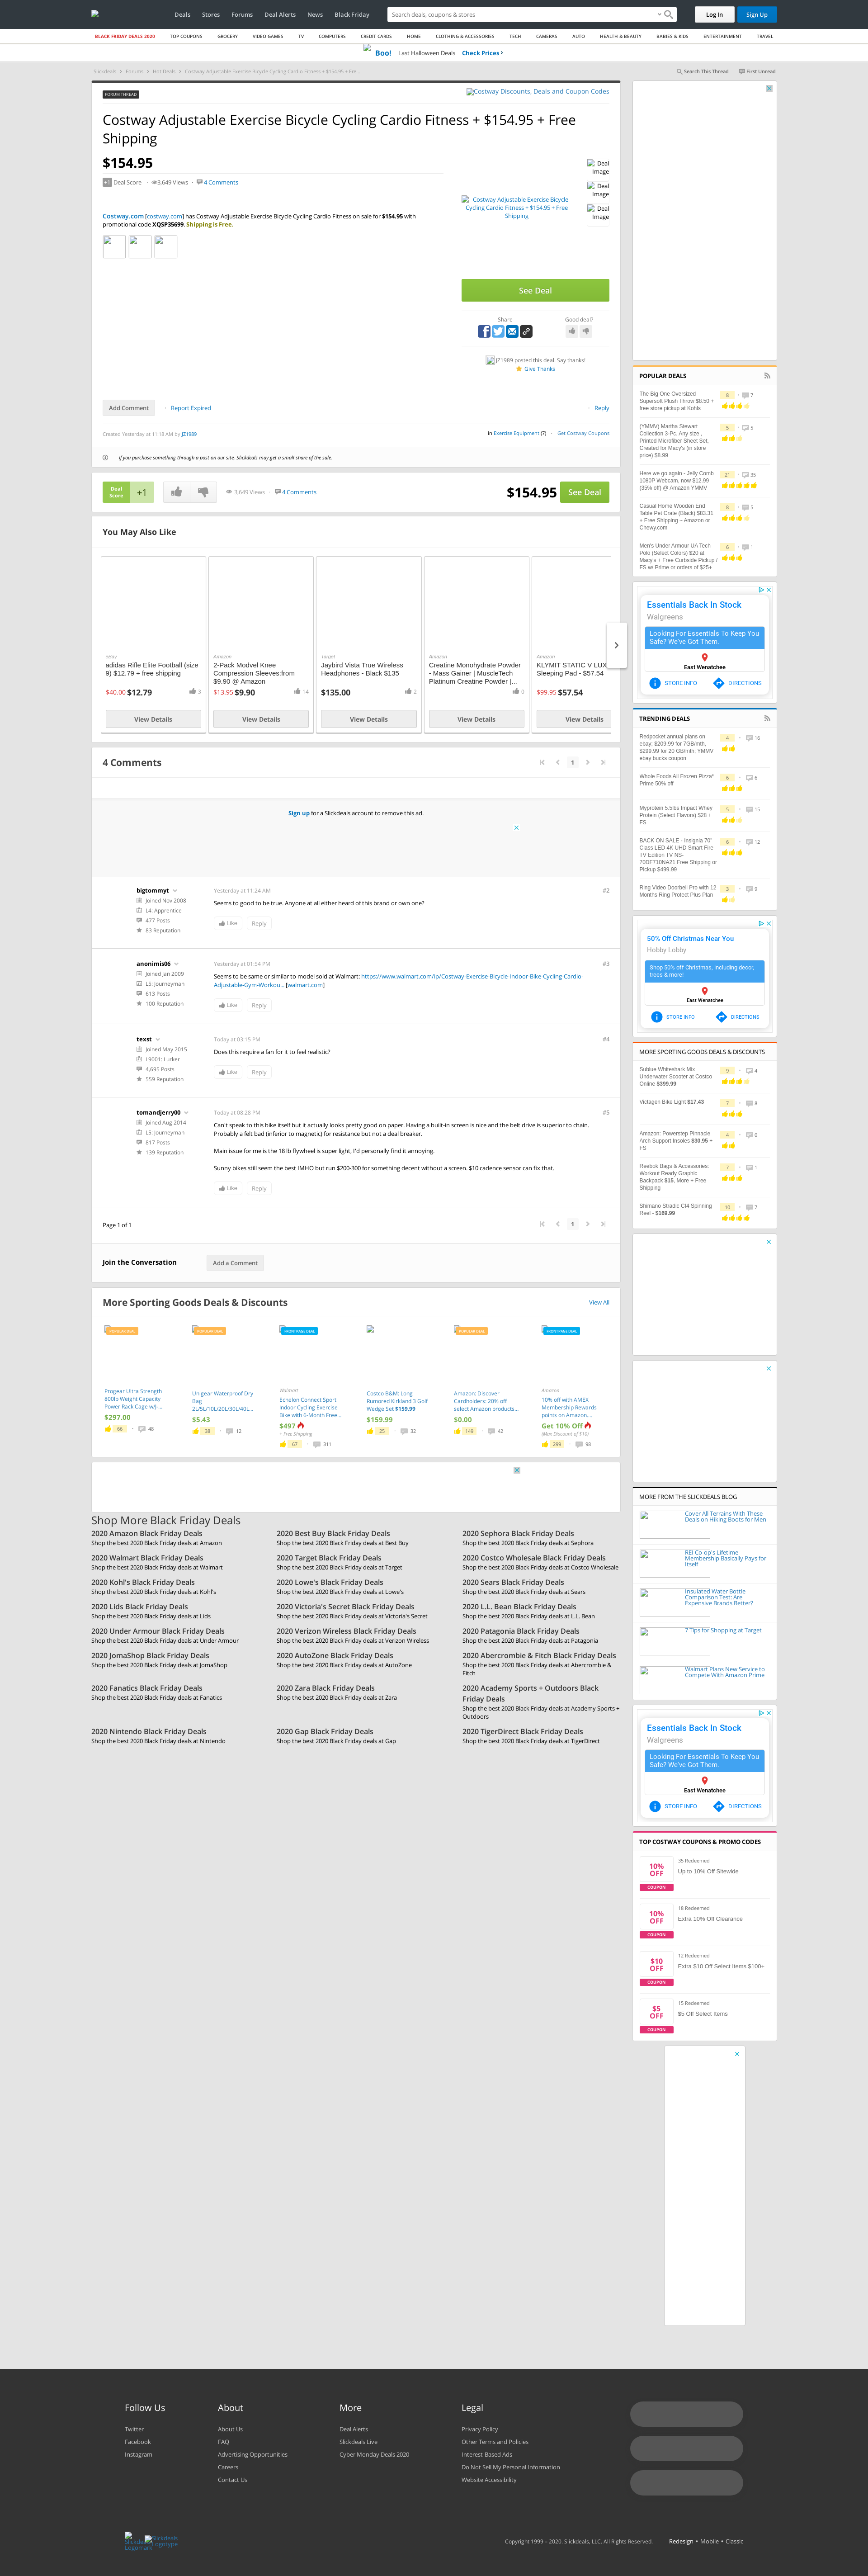 Deals Stores Forums Deal Alerts News Black Friday
Search deals, coupons & stores
Log In
Sign Up
BLACK FRIDAY DEALS 2020 TOP COUPONS GROCERY VIDEO GAMES TV COMPUTERS CREDIT CARDS HOME CLOTHING & ACCESSORIES TECH CAMERAS AUTO HEALTH & BEAUTY BABIES & KIDS ENTERTAINMENT TRAVEL
Boo! Last Halloween Deals Check Prices
Slickdeals Forums Hot Deals Costway Adjustable Exercise Bicycle Cycling Cardio Fitness + $154.95 + Fre...
Search This Thread First Unread
FORUM THREAD
Costway Discounts, Deals and Coupon Codes
Costway Adjustable Exercise Bicycle Cycling Cardio Fitness + $154.95 + Free
Shipping
$154.95
+1 Deal Score 3,649 Views 4 Comments
Costway.com [costway.com] has Costway Adjustable Exercise Bicycle Cycling Cardio Fitness on sale for $154.95 with
promotional code XQSP35699. Shipping is Free.
Costway Adjustable Exercise Bicycle
Cycling Cardio Fitness + $154.95 + Free
Shipping
Deal
Image
Deal
Image
Deal
Image
See Deal
Share
Good deal?
JZ1989 posted this deal. Say thanks!
Give Thanks
Add Comment
Report Expired
Reply
Created Yesterday at 11:16 AM by JZ1989
in Exercise Equipment (7) Get Costway Coupons
If you purchase something through a post on our site, Slickdeals may get a small share of the sale.
Deal
Score
+1
3,649 Views
4 Comments
$154.95
See Deal
You May Also Like
eBay
adidas Rifle Elite Football (size
9) $12.79 + free shipping
$40.00 $12.79 3
View Details
Amazon
2-Pack Modvel Knee
Compression Sleeves:from
$9.90 @ Amazon
$13.95 $9.90 14
View Details
Target
Jaybird Vista True Wireless
Headphones - Black $135
$135.00 2
View Details
Amazon
Creatine Monohydrate Powder
- Mass Gainer | MuscleTech
Platinum Creatine Powder |...
0
View Details
Amazon
KLYMIT STATIC V LUX
Sleeping Pad - $57.54
$99.95 $57.54
View Details
4 Comments
1
Sign up for a Slickdeals account to remove this ad.
bigtommyt
Joined Nov 2008
L4: Apprentice
477 Posts
83 Reputation
Yesterday at 11:24 AM
#2
Seems to good to be true. Anyone at all either heard of this brand or own one?
Like
Reply
anonimis06
Joined Jan 2009
L5: Journeyman
613 Posts
100 Reputation
Yesterday at 01:54 PM
#3
Seems to be same or similar to model sold at Walmart: https://www.walmart.com/ip/Costway-Exercise-Bicycle-Indoor-Bike-Cycling-Cardio-
Adjustable-Gym-Workou... [walmart.com]
Like
Reply
texst
Joined May 2015
L9001: Lurker
4,695 Posts
559 Reputation
Today at 03:15 PM
#4
Does this require a fan for it to feel realistic?
Like
Reply
tomandjerry00
Joined Aug 2014
L5: Journeyman
817 Posts
139 Reputation
Today at 08:28 PM
#5
Can't speak to this bike itself but it actually looks pretty good on paper. Having a built-in screen is nice and the belt drive is superior to chain.
Probably a felt bad (inferior to magnetic) for resistance but not a deal breaker.
Main issue for me is the 18 lb flywheel is super light, I'd personally find it annoying.
Sunny bikes still seem the best IMHO but run $200-300 for something decent without a screen. $10 cadence sensor can fix that.
Like
Reply
Page 1 of 1
1
Join the Conversation
Add a Comment
More Sporting Goods Deals & Discounts
View All
POPULAR DEAL
Progear Ultra Strength
800lb Weight Capacity
Power Rack Cage w/J-...
$297.00
66 48
POPULAR DEAL
Unigear Waterproof Dry
Bag
2L/5L/10L/20L/30L/40L...
$5.43
38 12
FRONTPAGE DEAL
Walmart
Echelon Connect Sport
Indoor Cycling Exercise
Bike with 6-Month Free...
$497
+ Free Shipping
67 311
Costco B&M: Long
Rumored Kirkland 3 Golf
Wedge Set $159.99
$159.99
25 32
POPULAR DEAL
Amazon: Discover
Cardholders: 20% off
select Amazon products...
$0.00
149 42
FRONTPAGE DEAL
Amazon
10% off with AMEX
Membership Rewards
points on Amazon,...
Get 10% Off
(Max Discount of $10)
299 98
Shop More Black Friday Deals
2020 Amazon Black Friday Deals
Shop the best 2020 Black Friday deals at Amazon
2020 Best Buy Black Friday Deals
Shop the best 2020 Black Friday deals at Best Buy
2020 Sephora Black Friday Deals
Shop the best 2020 Black Friday deals at Sephora
2020 Walmart Black Friday Deals
Shop the best 2020 Black Friday deals at Walmart
2020 Target Black Friday Deals
Shop the best 2020 Black Friday deals at Target
2020 Costco Wholesale Black Friday Deals
Shop the best 2020 Black Friday deals at Costco Wholesale
2020 Kohl's Black Friday Deals
Shop the best 2020 Black Friday deals at Kohl's
2020 Lowe's Black Friday Deals
Shop the best 2020 Black Friday deals at Lowe's
2020 Sears Black Friday Deals
Shop the best 2020 Black Friday deals at Sears
2020 Lids Black Friday Deals
Shop the best 2020 Black Friday deals at Lids
2020 Victoria's Secret Black Friday Deals
Shop the best 2020 Black Friday deals at Victoria's Secret
2020 L.L. Bean Black Friday Deals
Shop the best 2020 Black Friday deals at L.L. Bean
2020 Under Armour Black Friday Deals
Shop the best 2020 Black Friday deals at Under Armour
2020 Verizon Wireless Black Friday Deals
Shop the best 2020 Black Friday deals at Verizon Wireless
2020 Patagonia Black Friday Deals
Shop the best 2020 Black Friday deals at Patagonia
2020 JomaShop Black Friday Deals
Shop the best 2020 Black Friday deals at JomaShop
2020 AutoZone Black Friday Deals
Shop the best 2020 Black Friday deals at AutoZone
2020 Abercrombie & Fitch Black Friday Deals
Shop the best 2020 Black Friday deals at Abercrombie &
Fitch
2020 Fanatics Black Friday Deals
Shop the best 2020 Black Friday deals at Fanatics
2020 Zara Black Friday Deals
Shop the best 2020 Black Friday deals at Zara
2020 Academy Sports + Outdoors Black
Friday Deals
Shop the best 2020 Black Friday deals at Academy Sports +
Outdoors
2020 Nintendo Black Friday Deals
Shop the best 2020 Black Friday deals at Nintendo
2020 Gap Black Friday Deals
Shop the best 2020 Black Friday deals at Gap
2020 TigerDirect Black Friday Deals
Shop the best 2020 Black Friday deals at TigerDirect
POPULAR DEALS
The Big One Oversized
Supersoft Plush Throw $8.50 +
free store pickup at Kohls
8 7
(YMMV) Martha Stewart
Collection 3-Pc. Any size ,
Printed Microfiber Sheet Set,
Created for Macy's (in store
price) $8.99
5 5
Here we go again - Jelly Comb
1080P Webcam, now $12.99
(35% off) @ Amazon YMMV
21 35
Casual Home Wooden End
Table Pet Crate (Black) $83.31
+ Free Shipping ~ Amazon or
Chewy.com
8 5
Men's Under Armour UA Tech
Polo (Select Colors) $20 at
Macy's + Free Curbside Pickup /
FS w/ Prime or orders of $25+
6 1
Essentials Back In Stock
Walgreens
Looking For Essentials To Keep You
Safe? We've Got Them.
East Wenatchee
STORE INFO DIRECTIONS
TRENDING DEALS
Redpocket annual plans on
ebay: $209.99 for 7GB/mth,
$299.99 for 20 GB/mth; YMMV
ebay bucks coupon
4 16
Whole Foods All Frozen Pizza*
Prime 50% off
6 6
Myprotein 5.5lbs Impact Whey
Protein (Select Flavors) $28 +
FS
5 15
BACK ON SALE - Insignia 70"
Class LED 4K UHD Smart Fire
TV Edition TV NS-
70DF710NA21 Free Shipping or
Pickup $499.99
6 12
Ring Video Doorbell Pro with 12
Months Ring Protect Plus Plan
3 9
50% Off Christmas Near You
Hobby Lobby
Shop 50% off Christmas, including decor,
trees & more!
East Wenatchee
STORE INFO DIRECTIONS
MORE SPORTING GOODS DEALS & DISCOUNTS
Sublue Whiteshark Mix
Underwater Scooter at Costco
Online $399.99
9 4
Victagen Bike Light $17.43
7 8
Amazon: Powerstep Pinnacle
Arch Support Insoles $30.95 +
FS
4 0
Reebok Bags & Accessories:
Workout Ready Graphic
Backpack $15, More + Free
Shipping
7 1
Shimano Stradic CI4 Spinning
Reel - $169.99
10 7
MORE FROM THE SLICKDEALS BLOG
Cover All Terrains With These
Deals on Hiking Boots for Men
REI Co-op's Lifetime
Membership Basically Pays for
Itself
Insulated Water Bottle
Comparison Test: Are
Expensive Brands Better?
7 Tips for Shopping at Target
Walmart Plans New Service to
Compete With Amazon Prime
Essentials Back In Stock
Walgreens
Looking For Essentials To Keep You
Safe? We've Got Them.
East Wenatchee
STORE INFO DIRECTIONS
TOP COSTWAY COUPONS & PROMO CODES
10%
OFF
COUPON
35 Redeemed
Up to 10% Off Sitewide
10%
OFF
COUPON
18 Redeemed
Extra 10% Off Clearance
$10
OFF
COUPON
12 Redeemed
Extra $10 Off Select Items $100+
$5
OFF
COUPON
15 Redeemed
$5 Off Select Items
Follow Us
Twitter
Facebook
Instagram
About
About Us
FAQ
Advertising Opportunities
Careers
Contact Us
More
Deal Alerts
Slickdeals Live
Cyber Monday Deals 2020
Legal
Privacy Policy
Other Terms and Policies
Interest-Based Ads
Do Not Sell My Personal Information
Website Accessibility
Slickdeals
Logotype
Copyright 1999 - 2020. Slickdeals, LLC. All Rights Reserved. Redesign • Mobile • Classic